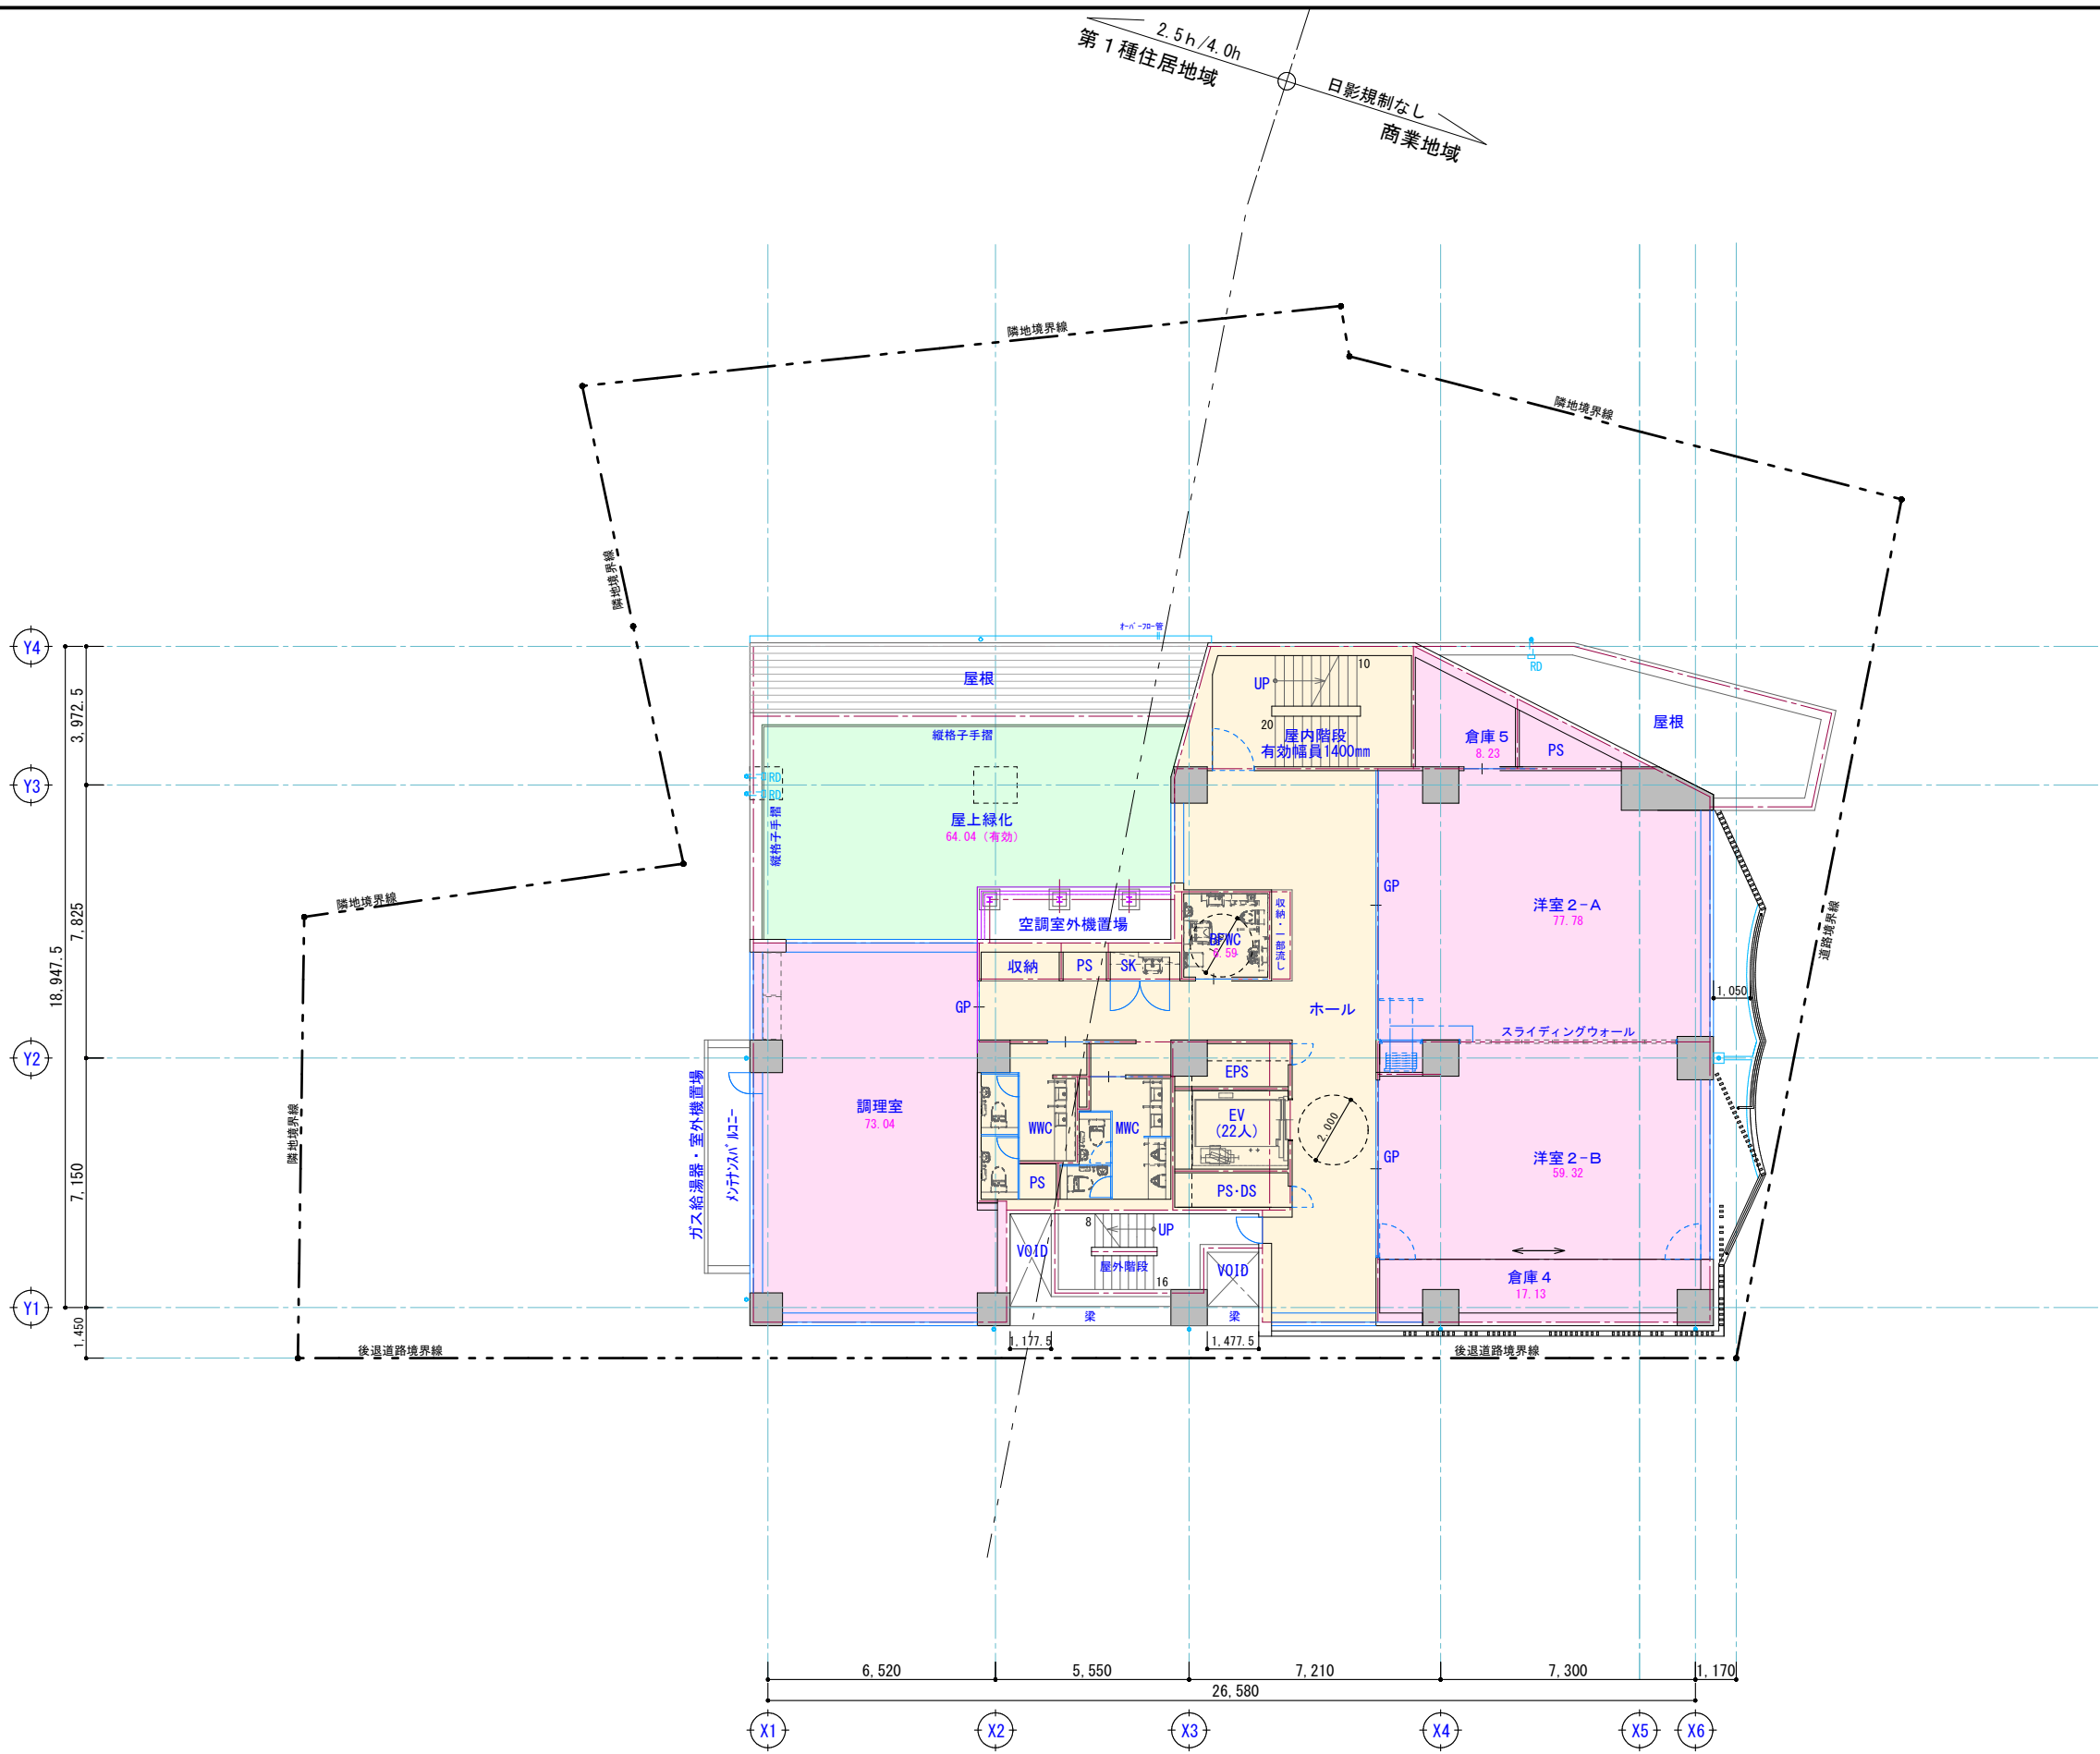 2.5h/4.0h
第1種住居地域
日影規制なし
商業地域
隣地境界線
隣地境界線
隣地境界線
隣地境界線
隣地境界線
道路境界線
後退道路境界線
後退道路境界線
Y4
Y3
Y2
Y1
3,972.5
7,825
18,947.5
7,150
1,450
オーバーフロー管
屋根
縦格子手摺
縦格子手摺
RD
RD
屋上緑化
64.04（有効）
空調室外機置場
UP
10
20
屋内階段
有効幅員1400mm
倉庫5
8.23
PS
RD
屋根
GP
洋室2-A
77.78
1,050
BFWC
6.59
収納・一部流し
収納
PS
SK
GP
ホール
スライディングウォール
ガス給湯器・室外機置場
メンテナンスバルコニー
調理室
73.04
WWC
MWC
PS
EPS
EV
(22人)
PS·DS
2,000
GP
洋室2-B
59.32
VOID
8
UP
屋外階段
16
VOID
倉庫4
17.13
梁
梁
1,177.5
1,477.5
6,520
5,550
7,210
7,300
1,170
26,580
X1
X2
X3
X4
X5
X6